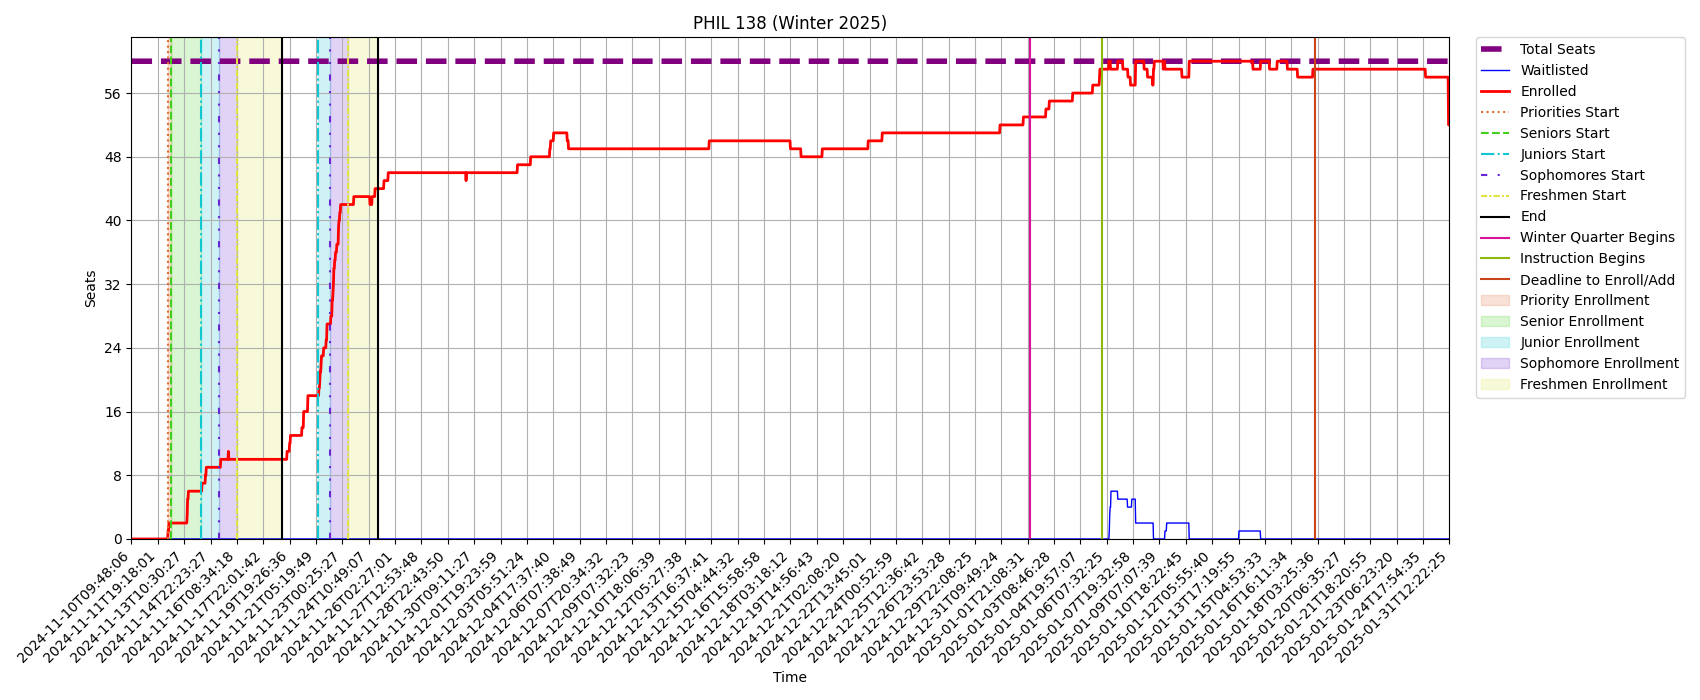 PHIL 138 (Winter 2025)
Total Seats
Waitlisted
Enrolled
Priorities Start
Seniors Start
Juniors Start
Sophomores Start
Freshmen Start
End
Winter Quarter Begins
Instruction Begins
Deadline to Enroll/Add
Priority Enrollment
Senior Enrollment
Junior Enrollment
Sophomore Enrollment
Freshmen Enrollment
Seats
56
48
40
32
24
16
8
0
2024-11-10T09:48:06
2024-11-11T19:18:01
2024-11-13T10:30:27
2024-11-14T22:23:27
2024-11-16T08:34:18
2024-11-17T22:01:42
2024-11-19T19:26:36
2024-11-21T05:19:49
2024-11-23T00:25:27
2024-11-24T10:49:07
2024-11-26T02:27:01
2024-11-27T12:53:48
2024-11-28T22:43:50
2024-11-30T09:11:27
2024-12-01T19:23:59
2024-12-03T05:51:24
2024-12-04T17:37:40
2024-12-06T07:38:49
2024-12-07T20:34:32
2024-12-09T07:32:23
2024-12-10T18:06:39
2024-12-12T05:27:38
2024-12-13T16:37:41
2024-12-15T04:44:32
2024-12-16T15:58:58
2024-12-18T03:18:12
2024-12-19T14:56:43
2024-12-21T02:08:20
2024-12-22T13:45:01
2024-12-24T00:52:59
2024-12-25T12:36:42
2024-12-26T23:53:28
2024-12-29T22:08:25
2024-12-31T09:49:24
2025-01-01T21:08:31
2025-01-03T08:46:28
2025-01-04T19:57:07
2025-01-06T07:32:25
2025-01-07T19:32:58
2025-01-09T07:07:39
2025-01-10T18:22:45
2025-01-12T05:55:40
2025-01-13T17:19:55
2025-01-15T04:53:33
2025-01-16T16:11:34
2025-01-18T03:25:36
2025-01-20T06:35:27
2025-01-21T18:20:55
2025-01-23T06:23:20
2025-01-24T17:54:35
2025-01-31T12:22:25
Time